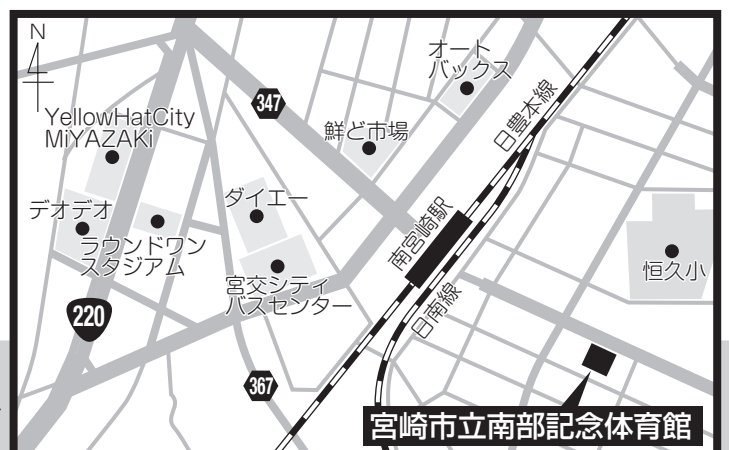 N
オート
バックス
347
日豊本線
YellowHatCity
MiYAZAKi
鮮ど市場
ダイエー
デオデオ
ラウンドワン
スタジアム
南宮崎駅
恒久小
宮交シティ
バスセンター
日南線
220
367
宮崎市立南部記念体育館